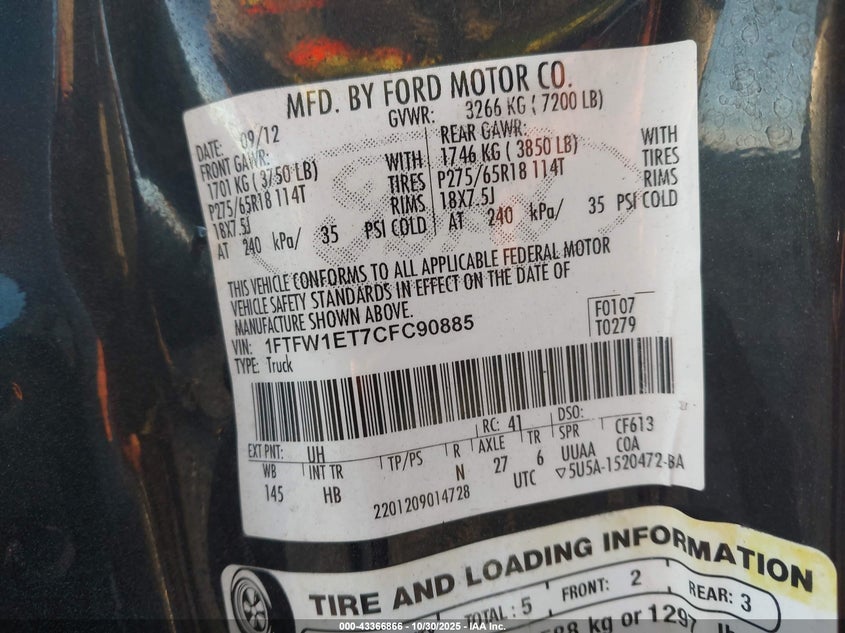 MFD. BY FORD MOTOR CO.
DATE: 09/12 GVWR: 3266 KG ( 7200 LB)
FRONT GAWR: REAR GAWR:
1701 KG ( 3750 LB) WITH 1746 KG ( 3850 LB) WITH
P275/65R18 114T TIRES P275/65R18 114T TIRES
18X7.5J RIMS 18X7.5J RIMS
AT 240 kPa/ 35 PSI COLD AT 240 kPa/ 35 PSI COLD
THIS VEHICLE CONFORMS TO ALL APPLICABLE FEDERAL MOTOR
VEHICLE SAFETY STANDARDS IN EFFECT ON THE DATE OF
MANUFACTURE SHOWN ABOVE.
VIN: 1FTFW1ET7CFC90885 F0107
TYPE: Truck T0279
EXT PNT: UH RC: 41 DSO:
WB INT TR TP/PS R AXLE TR SPR CF613
145 HB N 27 6 UUAA COA
2201209014728 UTC ▽5U5A-1520472-BA
TIRE AND LOADING INFORMATION
TOTAL : 5 FRONT: 2 REAR: 3
kg or 129
000-43366866 - 10/30/2025 - IAA Inc.